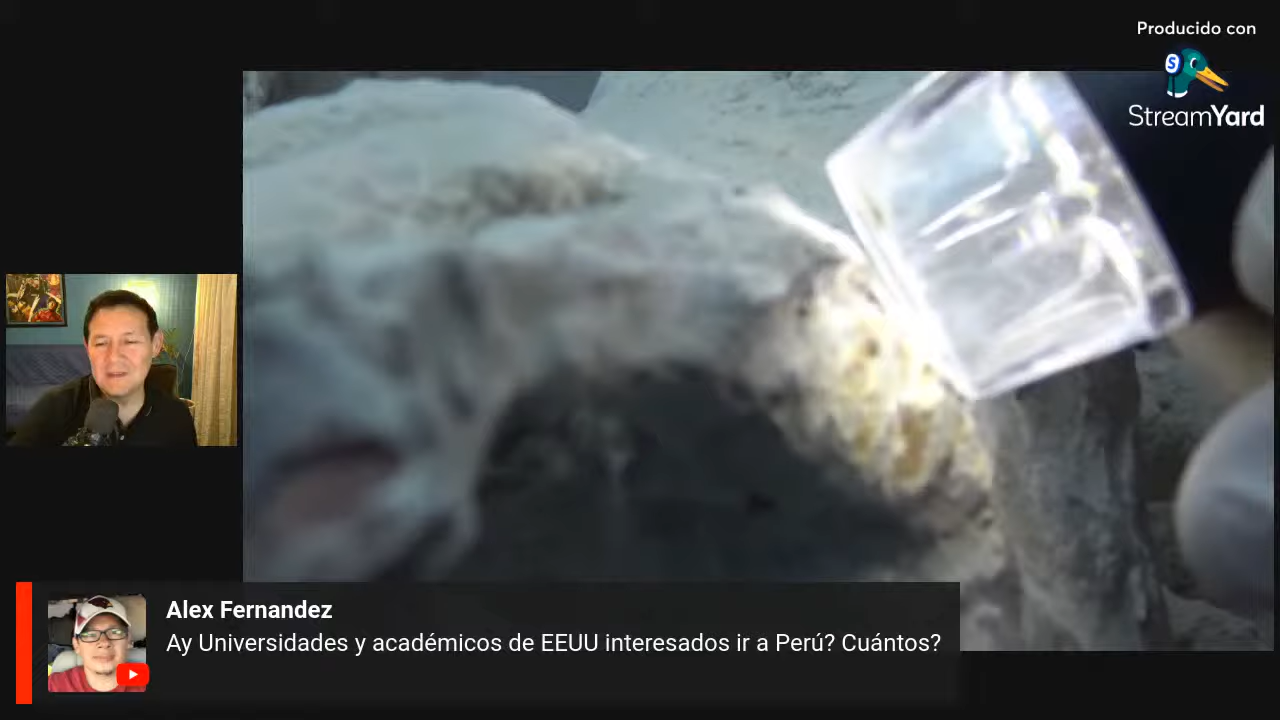 Producido con
StreamYard
Alex Fernandez
Ay Universidades y académicos de EEUU interesados ir a Perú? Cuántos?